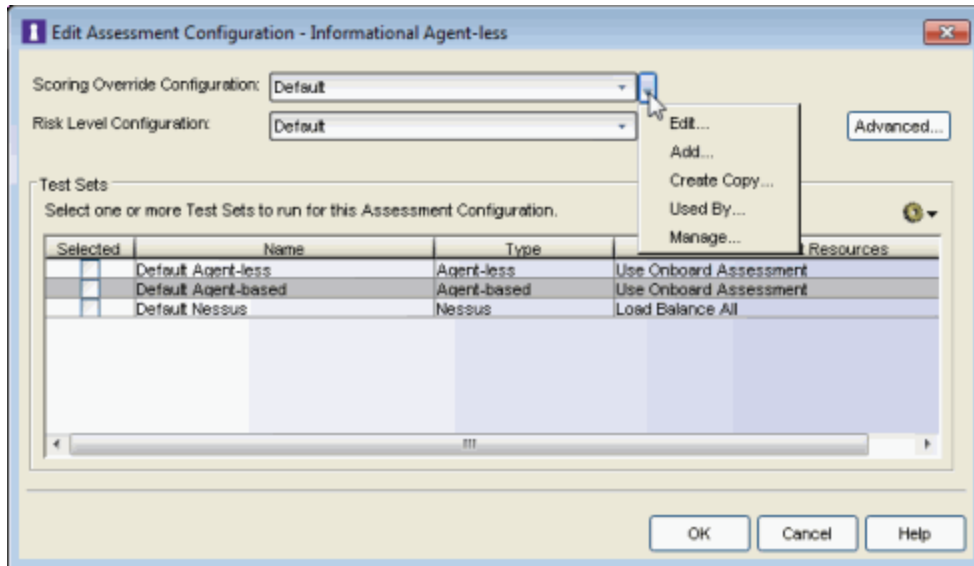 Edit Assessment Configuration - Informational Agent-less
Scoring Override Configuration: Default
Risk Level Configuration: Default
Edit...
Add...
Create Copy...
Used By...
Manage...
Advanced...
Test Sets
Select one or more Test Sets to run for this Assessment Configuration.
Selected Name Type Resources
Default Agent-less Agent-less Use Onboard Assessment
Default Agent-based Agent-based Use Onboard Assessment
Default Nessus Nessus Load Balance All
OK Cancel Help